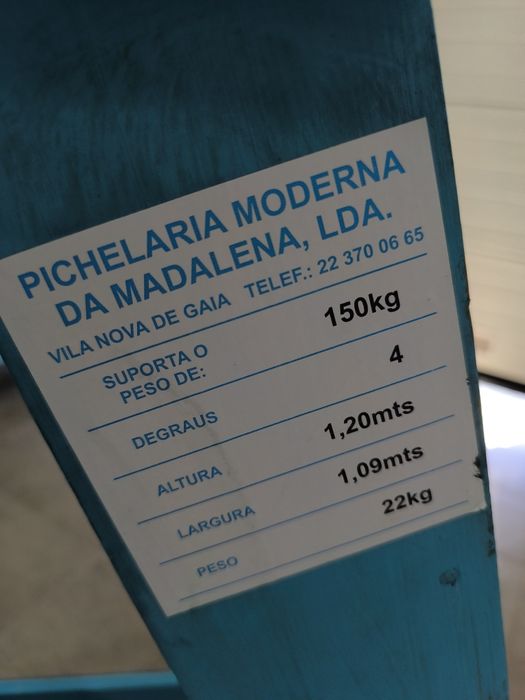 PICHELARIA MODERNA
DA MADALENA, LDA.
VILA NOVA DE GAIA TELEF.: 22 370 06 65
SUPORTA O
PESO DE: 150kg
DEGRAUS 4
ALTURA 1,20mts
LARGURA 1,09mts
PESO 22kg